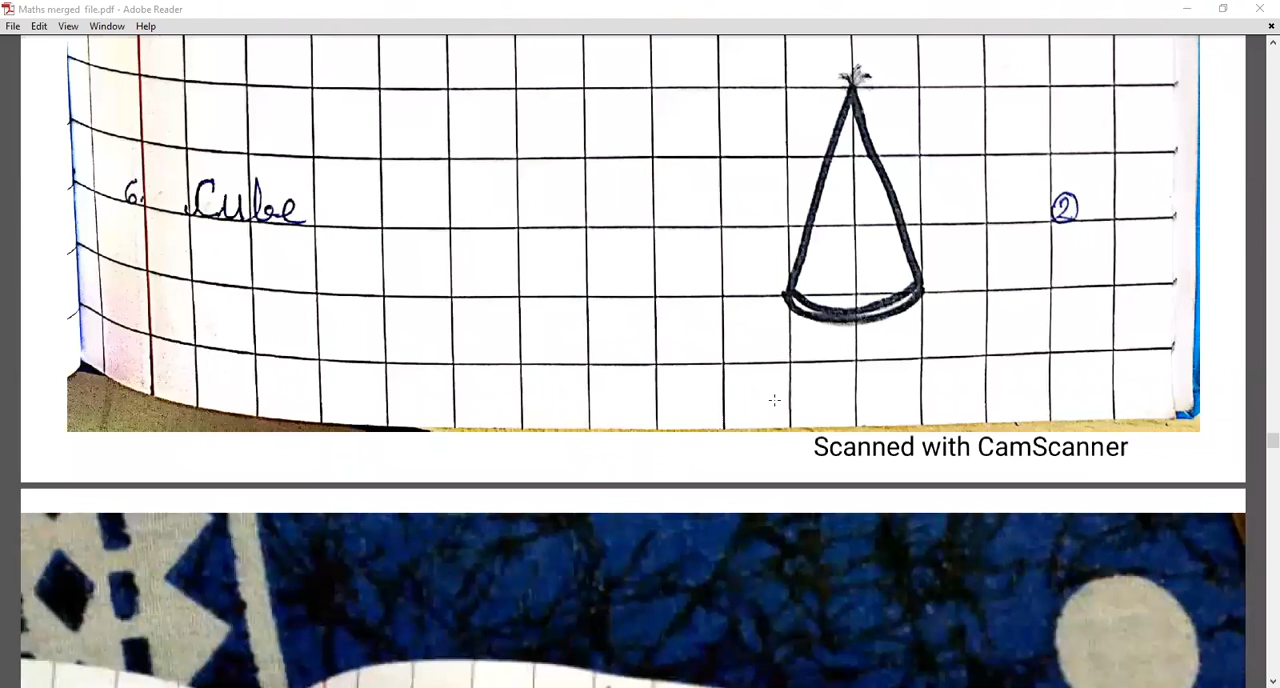 Maths merged file.pdf - Adobe Reader
File Edit View Window Help
6. Cube
2
Scanned with CamScanner